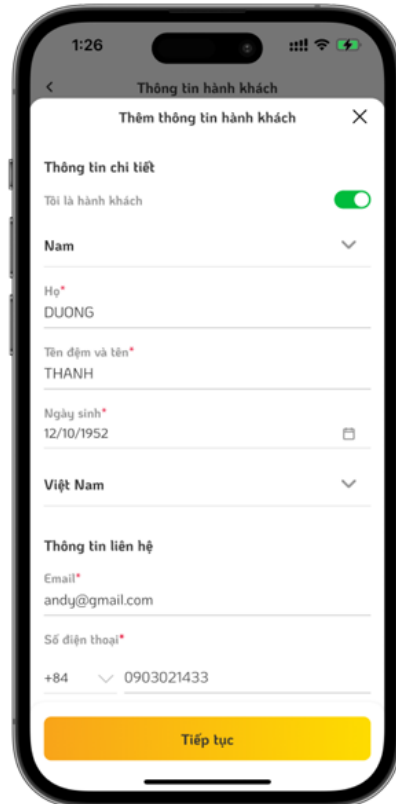 1:26
Thông tin hành khách
Thêm thông tin hành khách
Thông tin chi tiết
Tôi là hành khách
Nam
Họ*
DUONG
Tên đệm và tên*
THANH
Ngày sinh*
12/10/1952
Việt Nam
Thông tin liên hệ
Email*
andy@gmail.com
Số điện thoại*
+84 0903021433
Tiếp tục